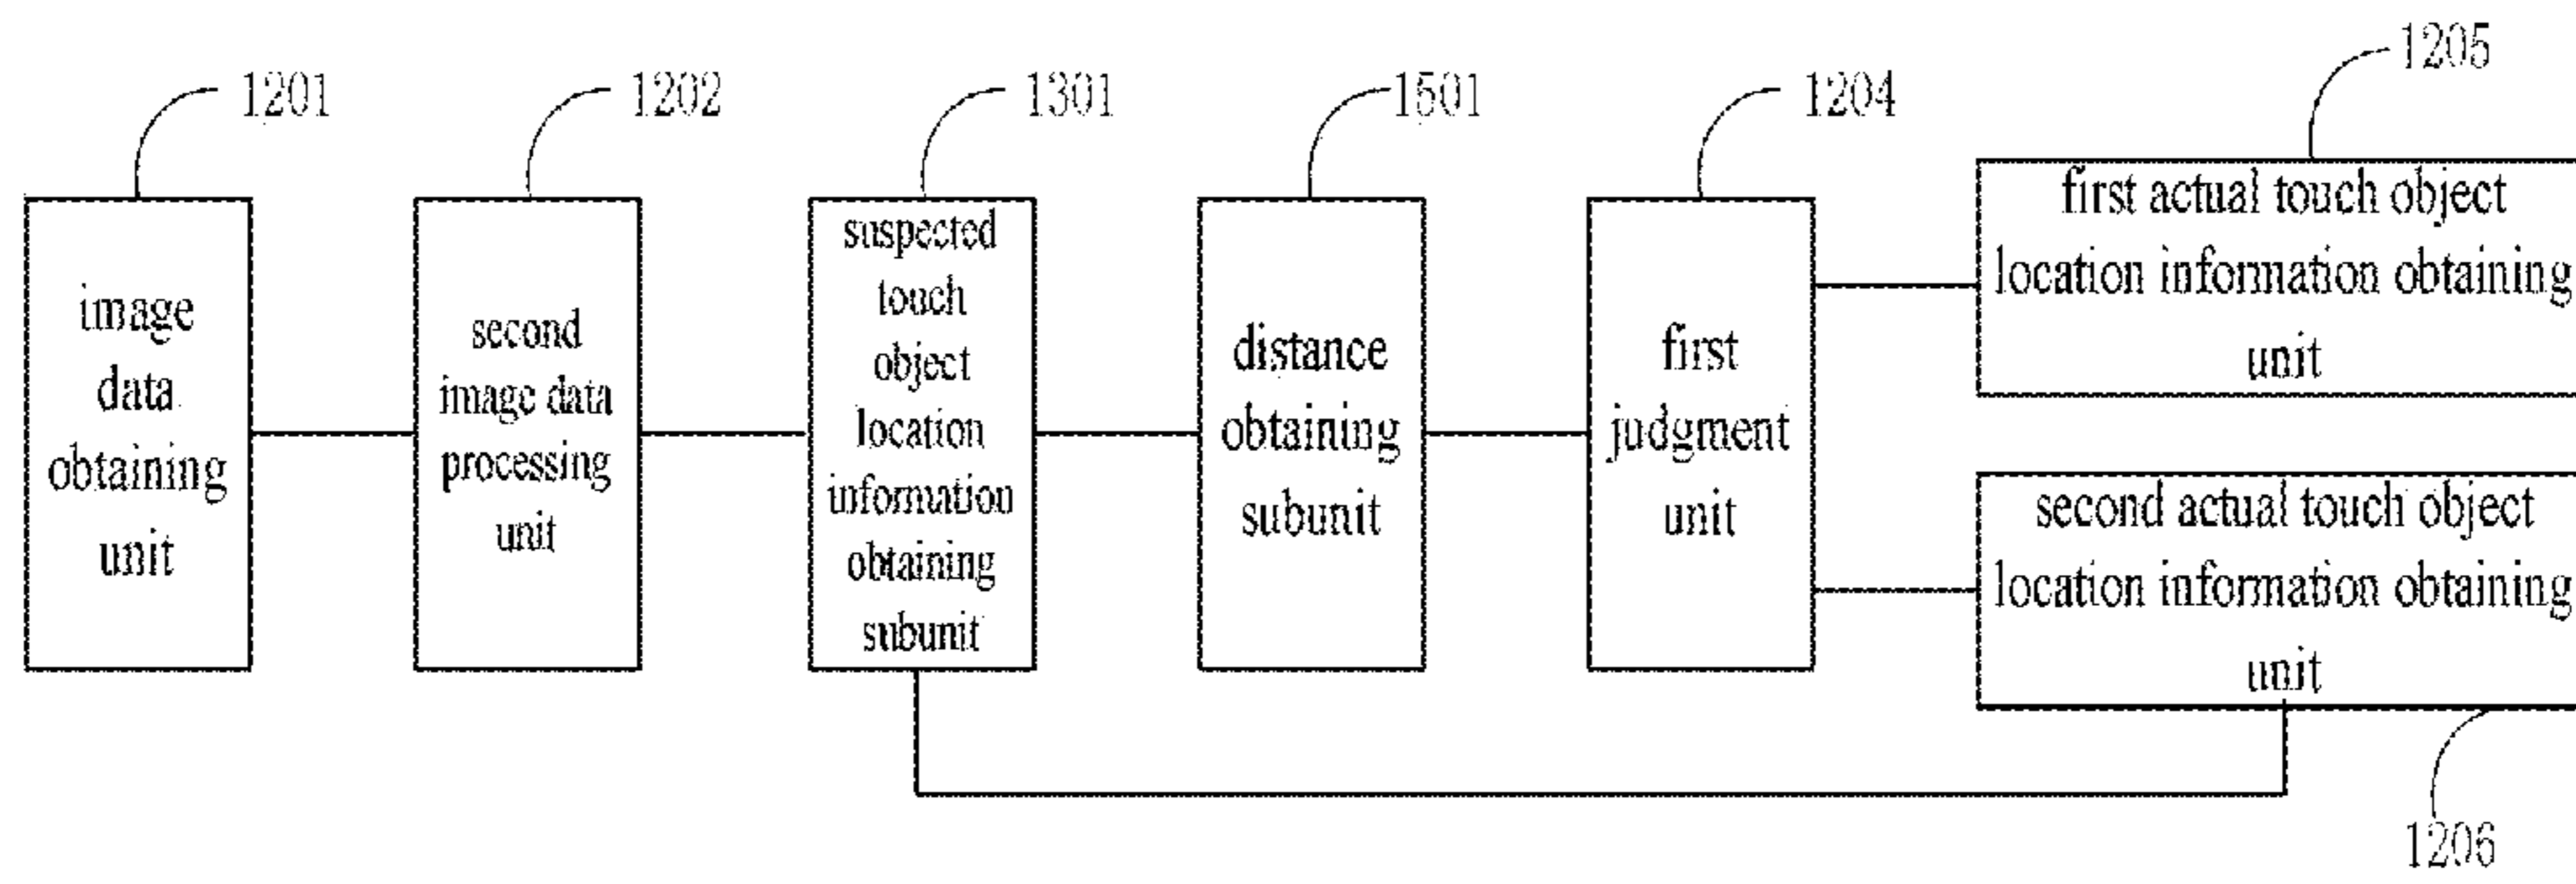 1201
1202
1301
1501
1204
1205
image
data
obtaining
unit
second
image data
processing
unit
suspected
touch
object
location
information
obtaining
subunit
distance
obtaining
subunit
first
judgment
unit
first actual touch object
location information obtaining
unit
second actual touch object
location information obtaining
unit
1206